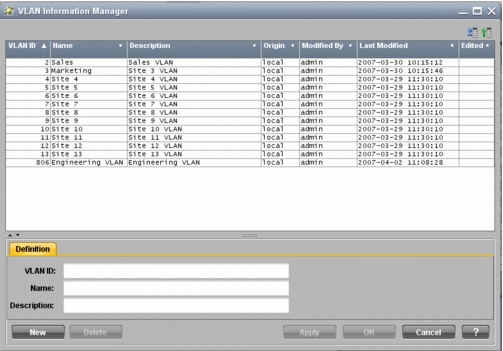 VLAN Information Manager
VLAN ID ▲ Name • Description • Origin • Modified By • Last Modified • Edited •
2 Sales Sales VLAN local admin 2007-03-30 10:15:12
3 Marketing Site 3 VLAN local admin 2007-03-30 10:15:46
4 Site 4 Site 4 VLAN local admin 2007-03-29 11:30:10
5 Site 5 Site 5 VLAN local admin 2007-03-29 11:30:10
6 Site 6 Site 6 VLAN local admin 2007-03-29 11:30:10
7 Site 7 Site 7 VLAN local admin 2007-03-29 11:30:10
8 Site 8 Site 8 VLAN local admin 2007-03-29 11:30:10
9 Site 9 Site 9 VLAN local admin 2007-03-29 11:30:10
10 Site 10 Site 10 VLAN local admin 2007-03-29 11:30:10
11 Site 11 Site 11 VLAN local admin 2007-03-29 11:30:10
12 Site 12 Site 12 VLAN local admin 2007-03-29 11:30:10
13 Site 13 Site 13 VLAN local admin 2007-03-29 11:30:10
806 Engineering VLAN Engineering VLAN local admin 2007-04-02 11:08:28
Definition
VLAN ID:
Name:
Description:
New Delete Apply OK Cancel ?